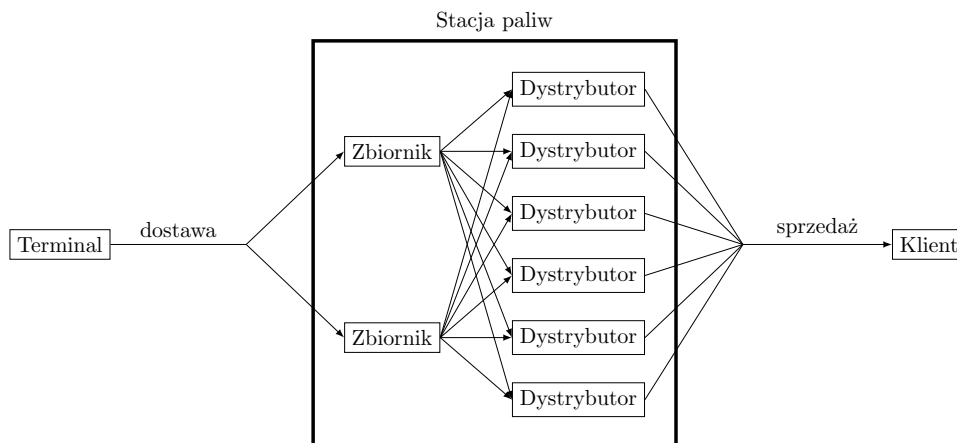 Stacja paliw
Dystrybutor
Zbiornik
Dystrybutor
Dystrybutor
Terminal
dostawa
sprzedaż
Klient
Dystrybutor
Zbiornik
Dystrybutor
Dystrybutor